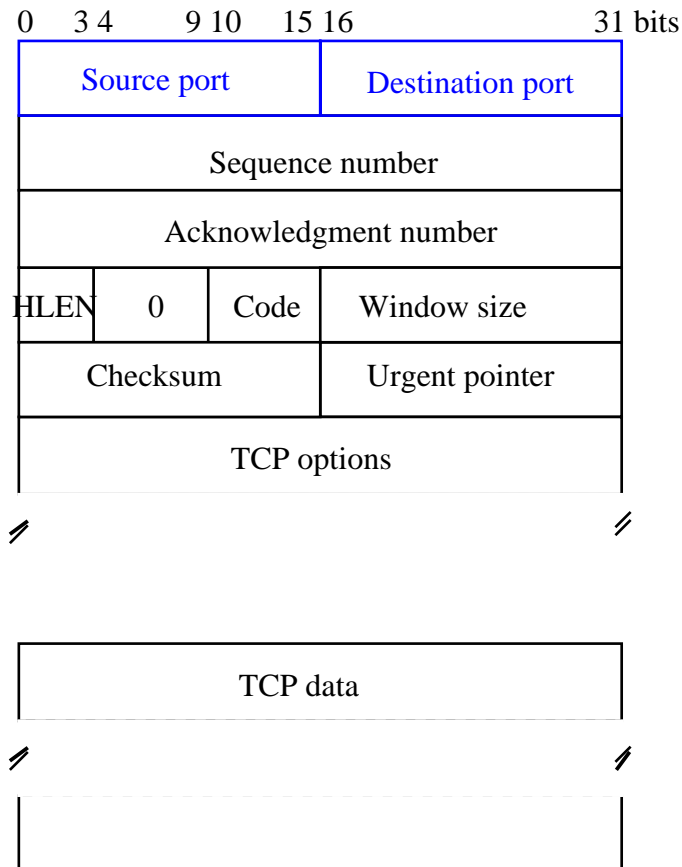 0 3 4 9 10 15 16 31 bits
Source port Destination port
Sequence number
Acknowledgment number
HLEN 0 Code Window size
Checksum Urgent pointer
TCP options
TCP data